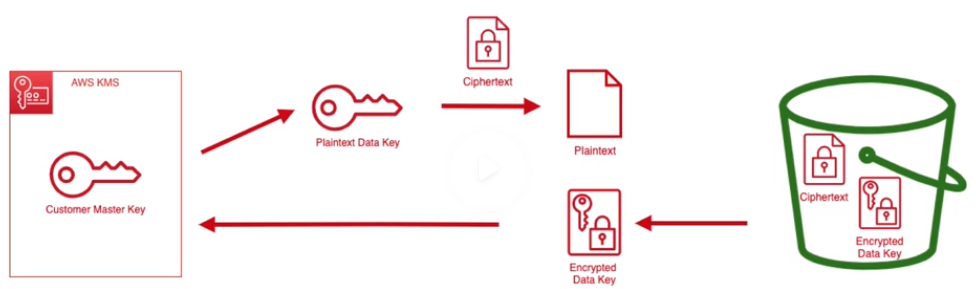 AWS KMS
Customer Master Key
Plaintext Data Key
Ciphertext
Plaintext
Encrypted
Data Key
Ciphertext
Encrypted
Data Key